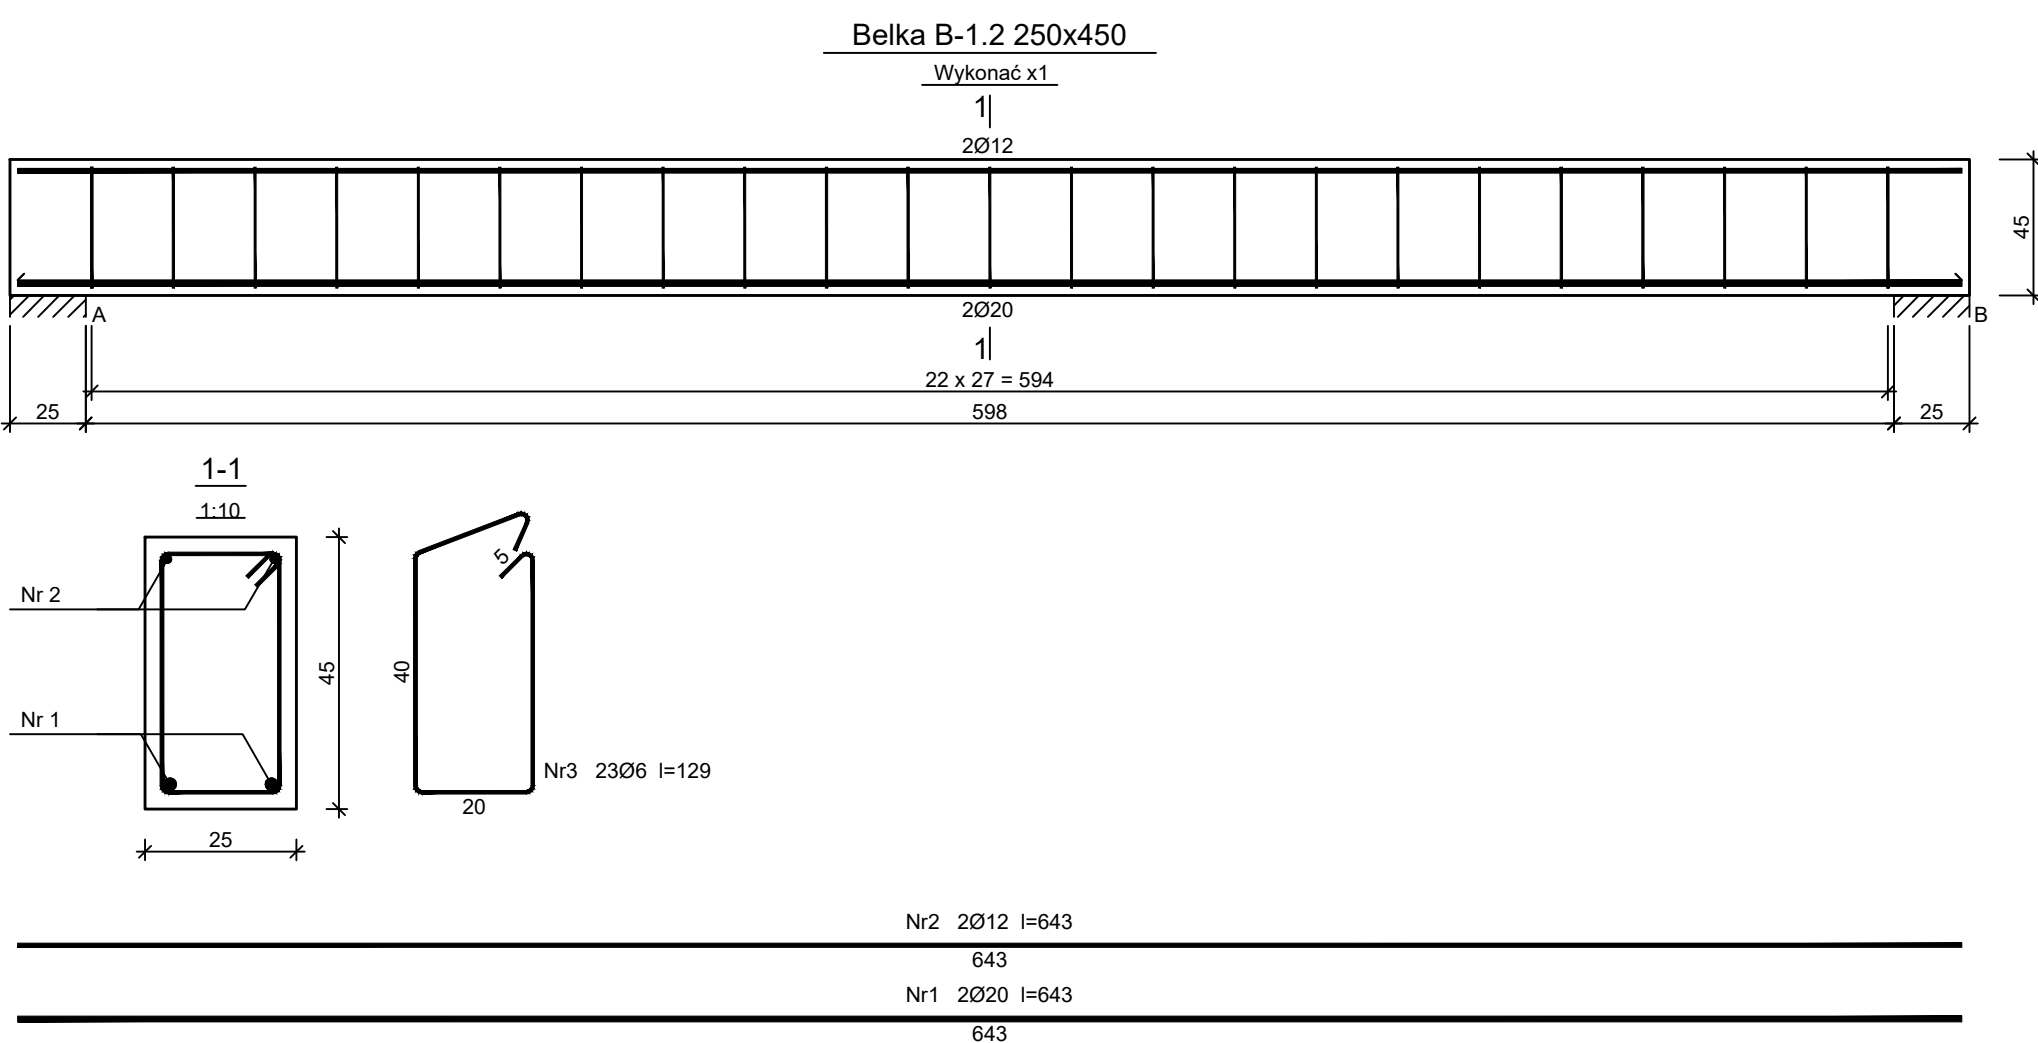 Belka B-1.2 250x450
Wykonać x1
1
2Ø12
45
A
2Ø20
B
1
22 x 27 = 594
25
598
25
1-1
1:10
5
Nr 2
45
40
Nr 1
Nr3 23Ø6 l=129
20
25
Nr2 2Ø12 l=643
643
Nr1 2Ø20 l=643
643